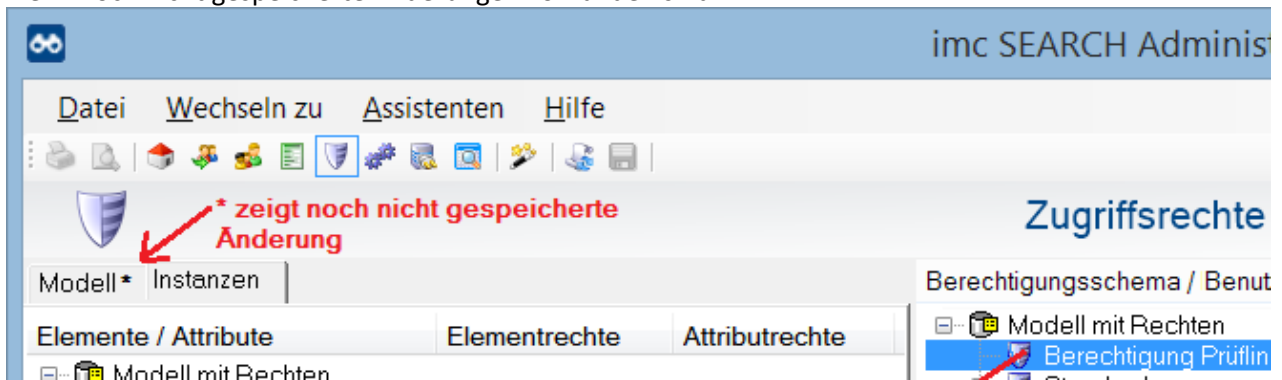 imc SEARCH Adminis
Datei Wechseln zu Assistenten Hilfe
* zeigt noch nicht gespeicherte
Änderung
Zugriffsrechte
Modell* Instanzen
Berechtigungsschema / Benut
Elemente / Attribute Elementrechte Attributrechte
Modell mit Rechten
Berechtigung Prüflin
Modell mit Rechten